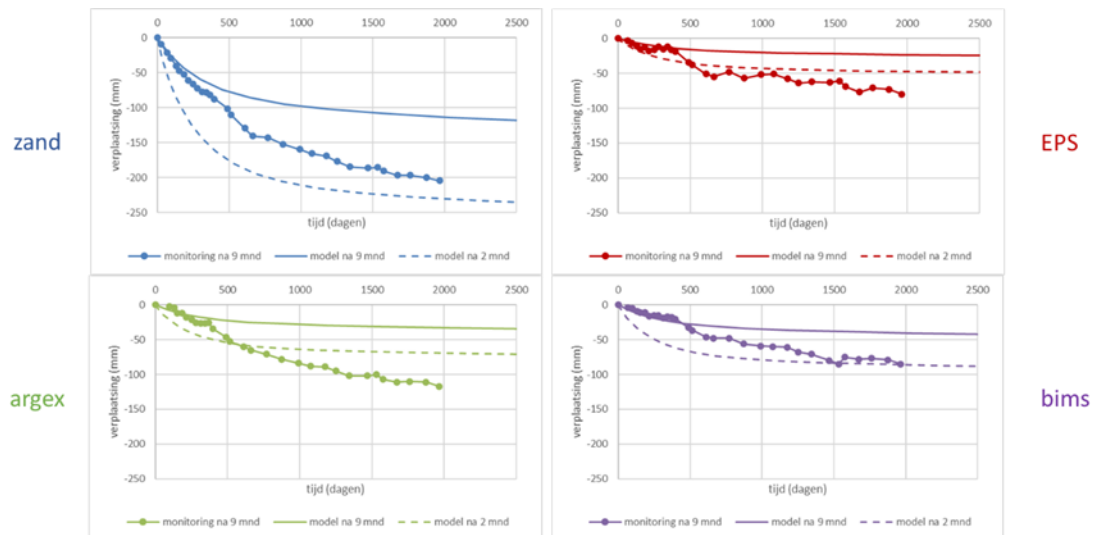 zand
0 500 1000 1500 2000 2500
0
-50
-100
-150
-200
-250
verplaatsing (mm)
tijd (dagen)
monitoring na 9 mnd model na 9 mnd model na 2 mnd
0 500 1000 1500 2000 2500
0
-50
-100
-150
-200
-250
verplaatsing (mm)
tijd (dagen)
monitoring na 9 mnd model na 9 mnd model na 2 mnd
EPS
argex
0 500 1000 1500 2000 2500
0
-50
-100
-150
-200
-250
verplaatsing (mm)
tijd (dagen)
monitoring na 9 mnd model na 9 mnd model na 2 mnd
0 500 1000 1500 2000 2500
0
-50
-100
-150
-200
-250
verplaatsing (mm)
tijd (dagen)
monitoring na 9 mnd model na 9 mnd model na 2 mnd
bims